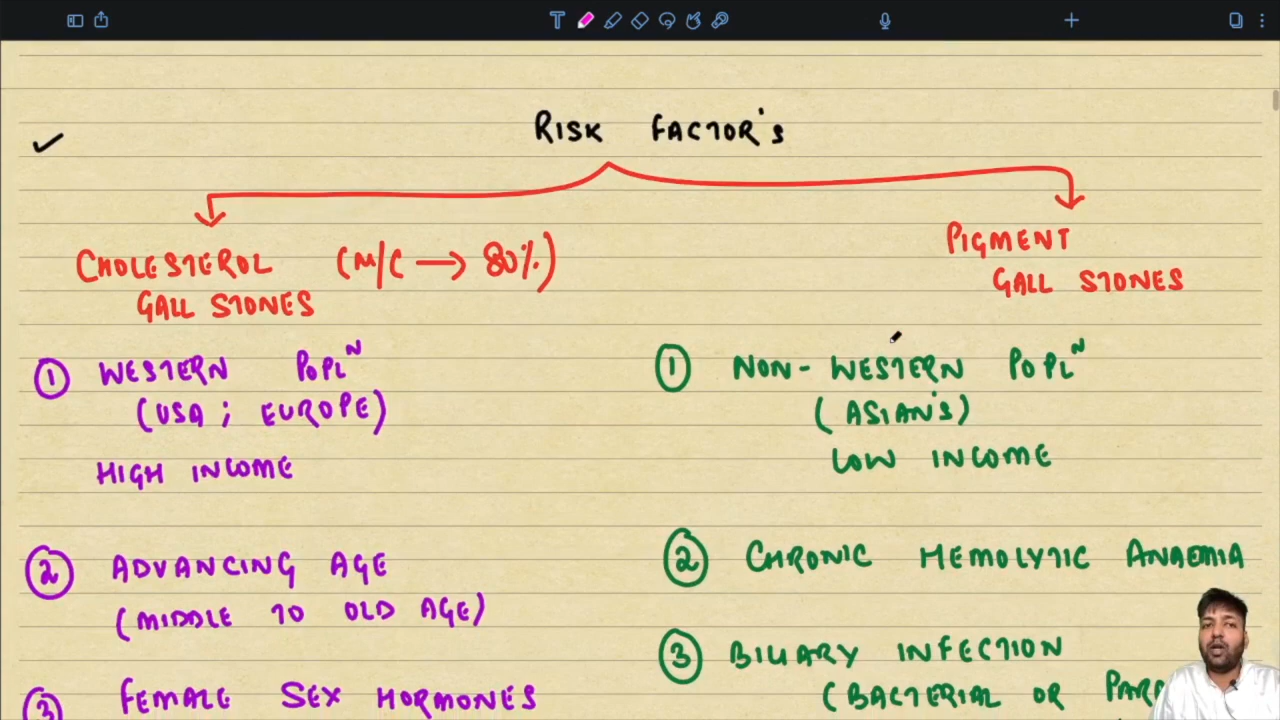 RISK FACTOR'S
CHOLESTEROL (M/C → 80%)
GALL STONES
PIGMENT
GALL STONES
① WESTERN POPLᴺ
(USA ; EUROPE)
HIGH INCOME
② ADVANCING AGE
(MIDDLE TO OLD AGE)
③ FEMALE SEX HORMONES
① NON-WESTERN POPLᴺ
(ASIAN'S)
LOW INCOME
② CHRONIC HEMOLYTIC ANAEMIA
③ BILIARY INFECTION
(BACTERIAL OR